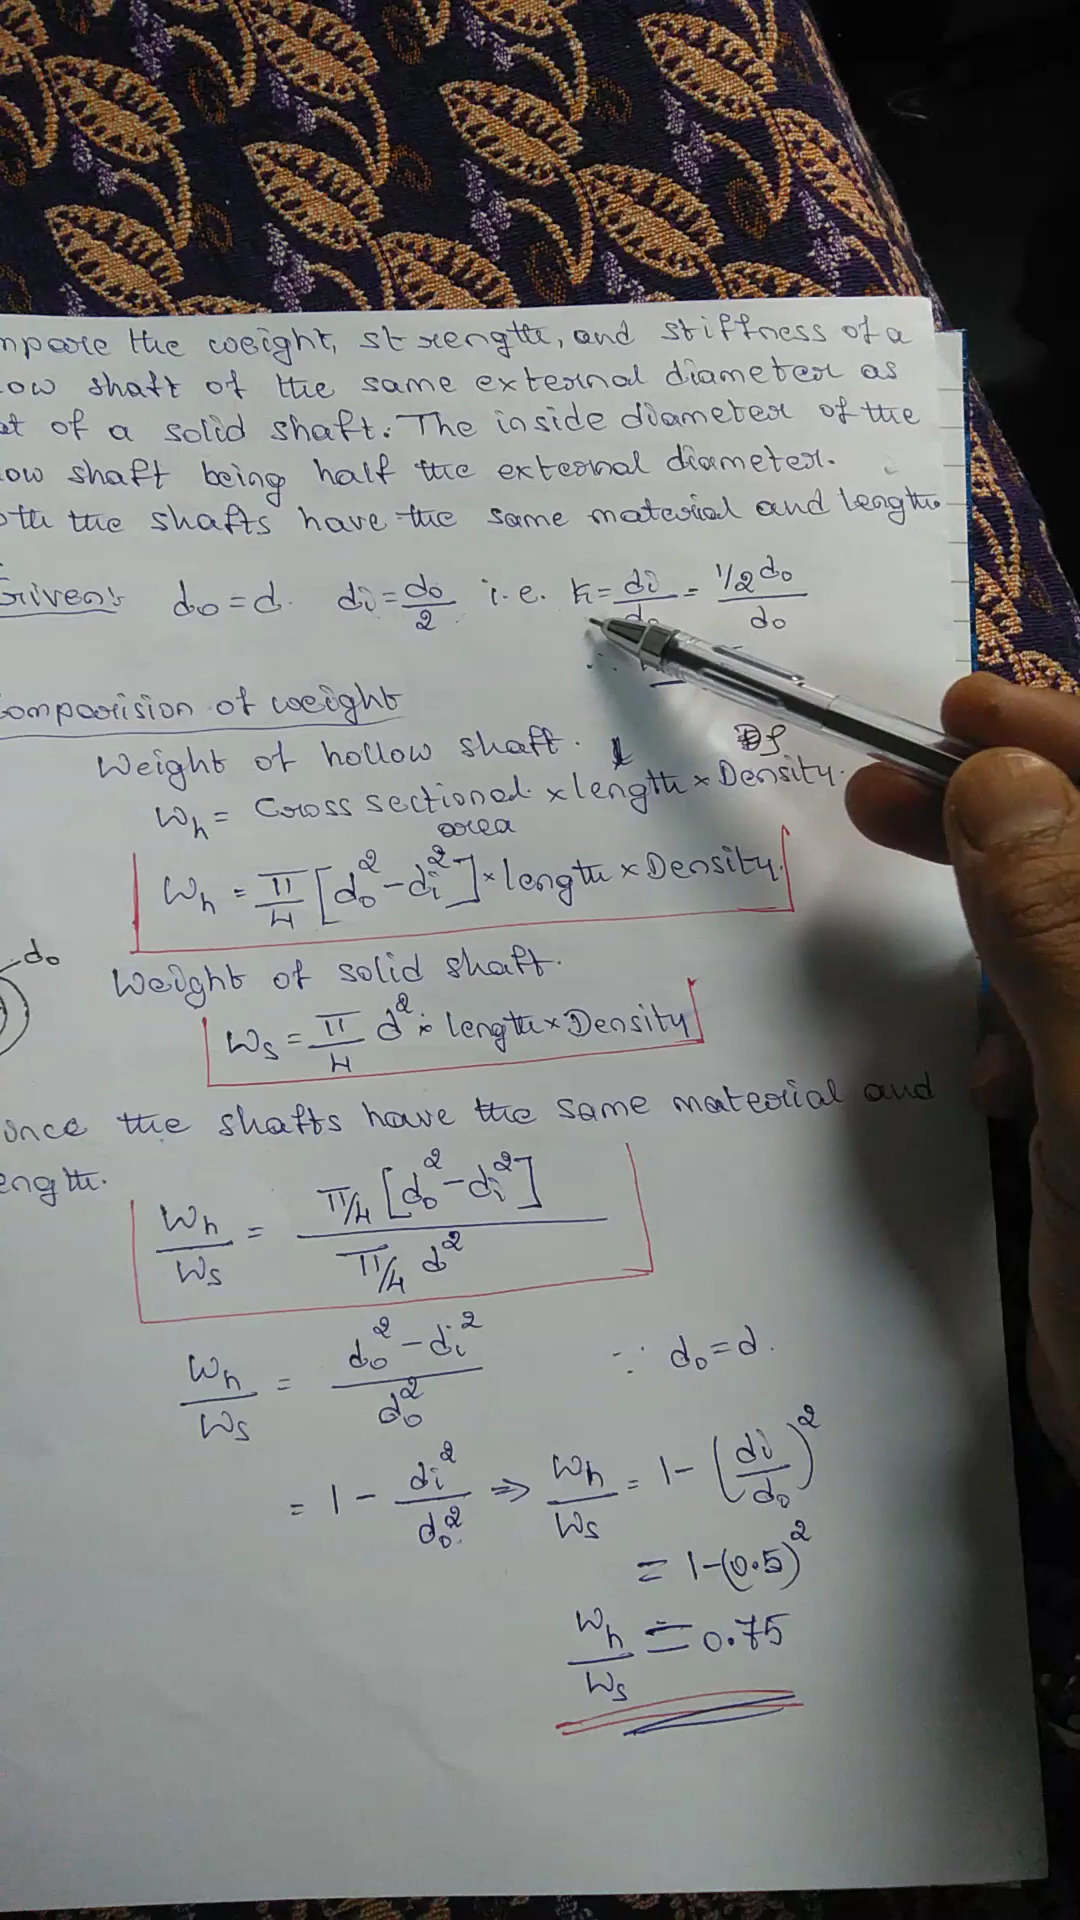 mpare the weight, strength, and stiffness of a
ow shaft of the same external diameter as
at of a solid shaft. The inside diameter of the
ow shaft being half the external diameter.
oth the shafts have the same material and length.
Given: do = d. di = do/2 i.e. k = di/do = 1/2 do/do
Comparision of weight
Weight of hollow shaft. L ρ
Wh = Cross sectional area × length × Density.
Wh = π/4 [do² - di²] × length × Density.
do
Weight of solid shaft.
Ws = π/4 d² × length × Density
ince the shafts have the same material and
ength.
Wh/Ws = π/4 [do² - di²] / π/4 d²
Wh/Ws = do² - di² / do² ∵ do = d.
= 1 - di²/do² ⇒ Wh/Ws = 1 - (di/do)²
= 1 - (0.5)²
Wh/Ws = 0.75